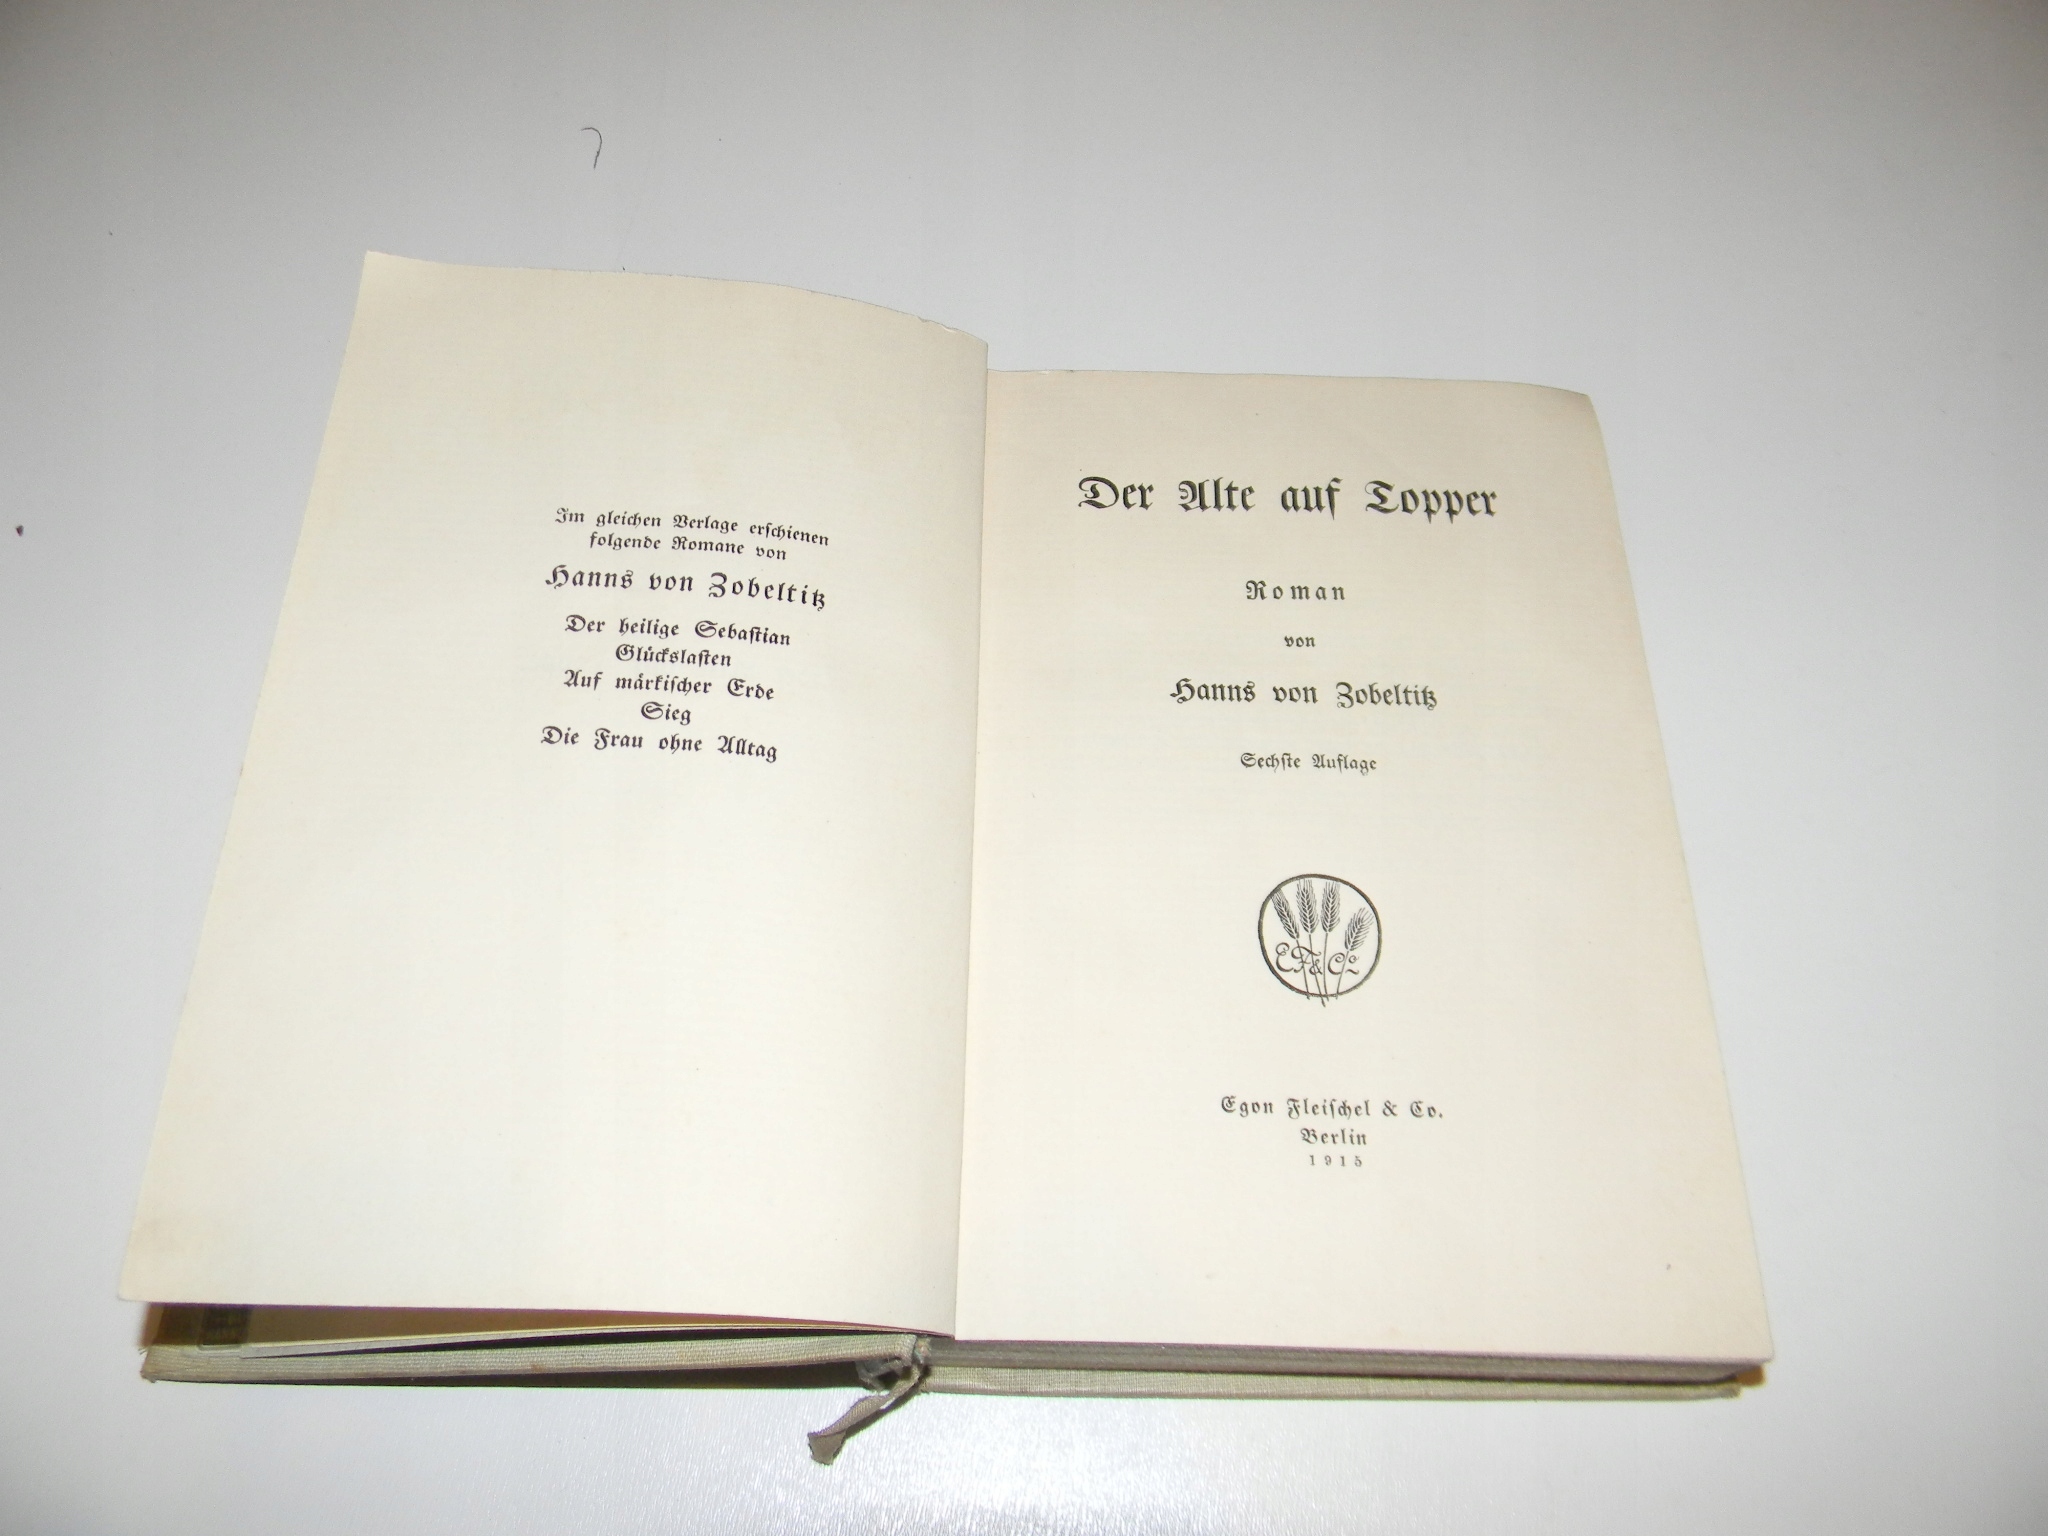 Im gleichen Verlage erschienen
folgende Romane von
Hanns von Zobeltitz
Der heilige Sebastian
Glückslasten
Auf märkischer Erde
Sieg
Die Frau ohne Alltag
Der Alte auf Topper
Roman
von
Hanns von Zobeltitz
Sechste Auflage
EF&Co
Egon Fleischel & Co.
Berlin
1915